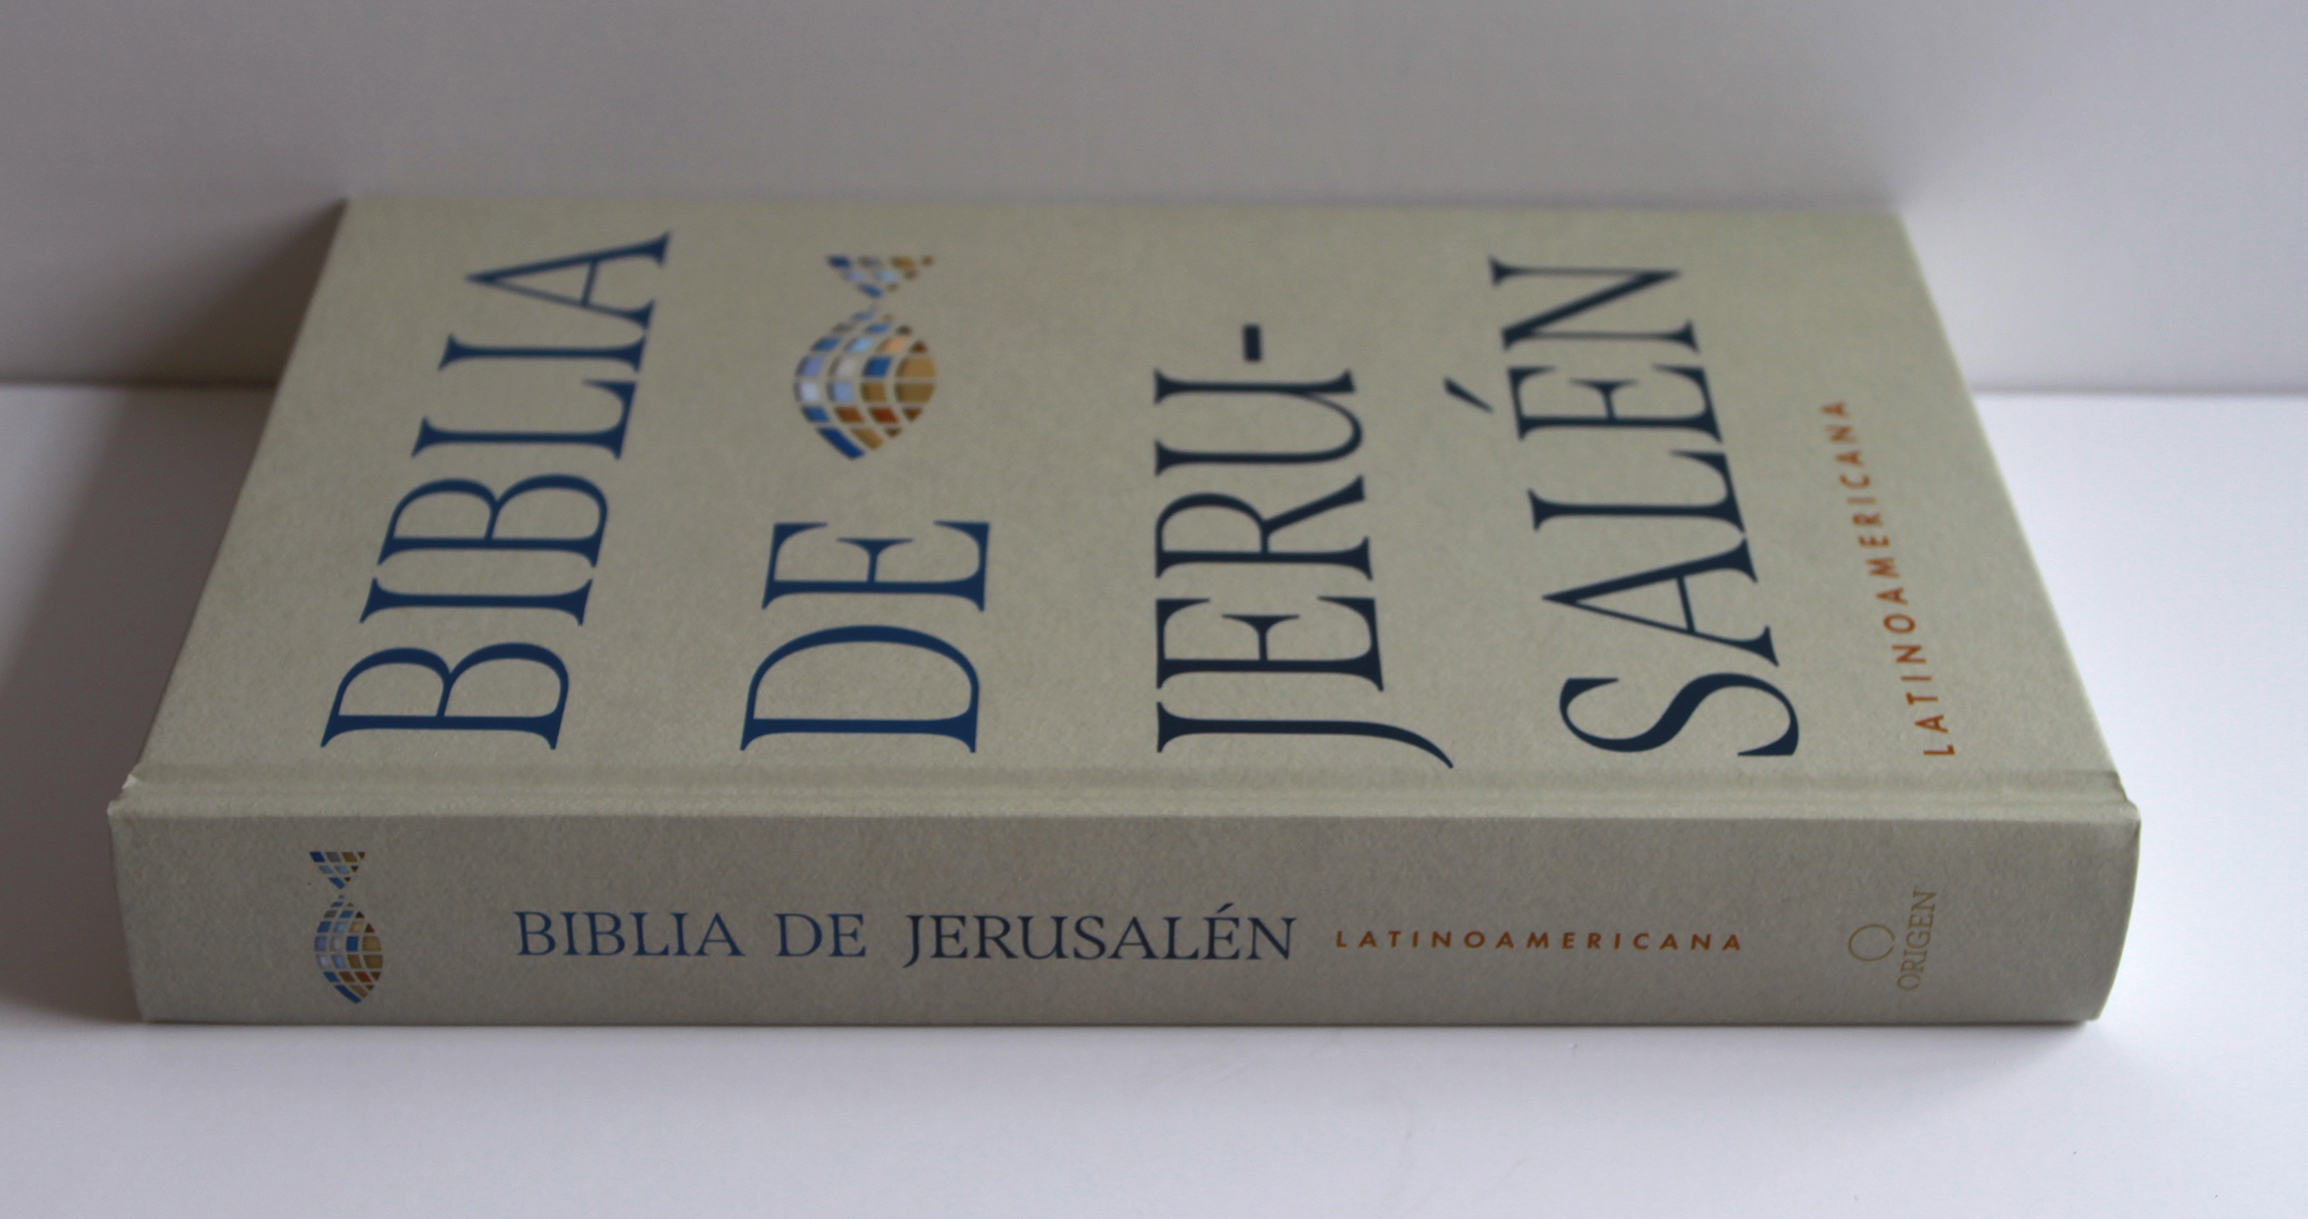 BIBLIA
DE
JERU-
SALÉN
LATINOAMERICANA
BIBLIA DE JERUSALÉN LATINOAMERICANA
ORIGEN